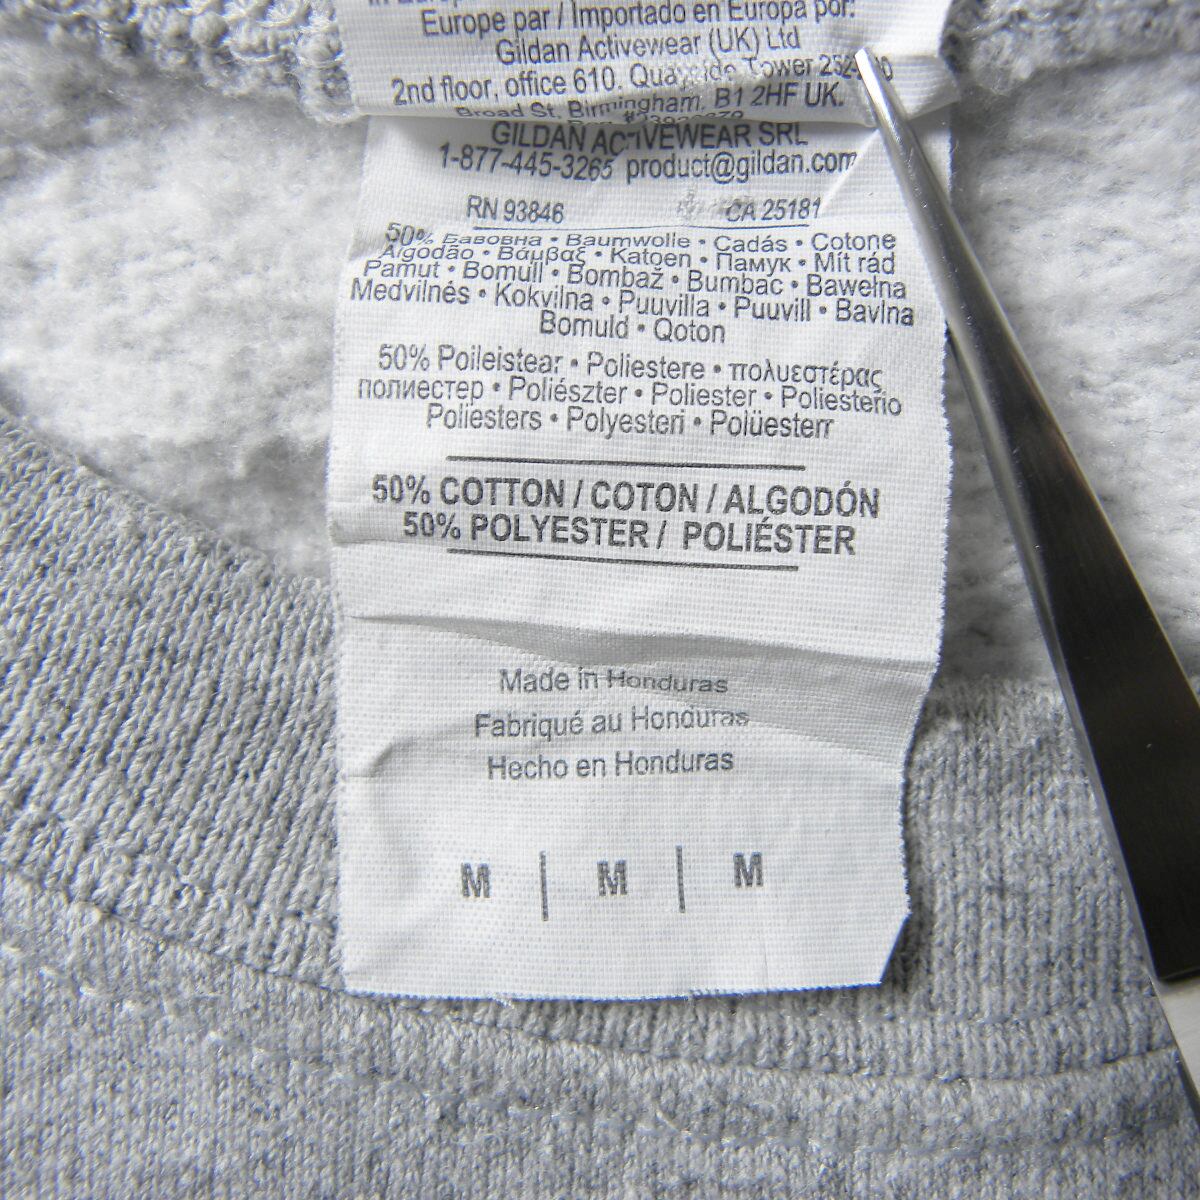 Europe par / Importado en Europa por:
Gildan Activewear (UK) Ltd
2nd floor, office 610. Quayside Tower
Broad St, Birmingham, B1 2HF UK.
GILDAN ACTIVEWEAR SRL
1-877-445-3265 product@gildan.com
RN 93846 CA 25181
50% Бавовна • Baumwolle • Cadás • Cotone
Algodão • Βάμβαξ • Katoen • Памук • Mít rád
Pamut • Bomull • Bombaž • Bumbac • Bawełna
Medvilnés • Kokvilna • Puuvilla • Puuvill • Bavlna
Bomuld • Qoton
50% Poileistear • Poliestere • πολυεστέρας
полиестер • Poliészter • Poliester • Poliesterio
Poliesters • Polyesteri • Polüesterr
50% COTTON / COTON / ALGODÓN
50% POLYESTER / POLIÉSTER
Made in Honduras
Fabriqué au Honduras
Hecho en Honduras
M | M | M